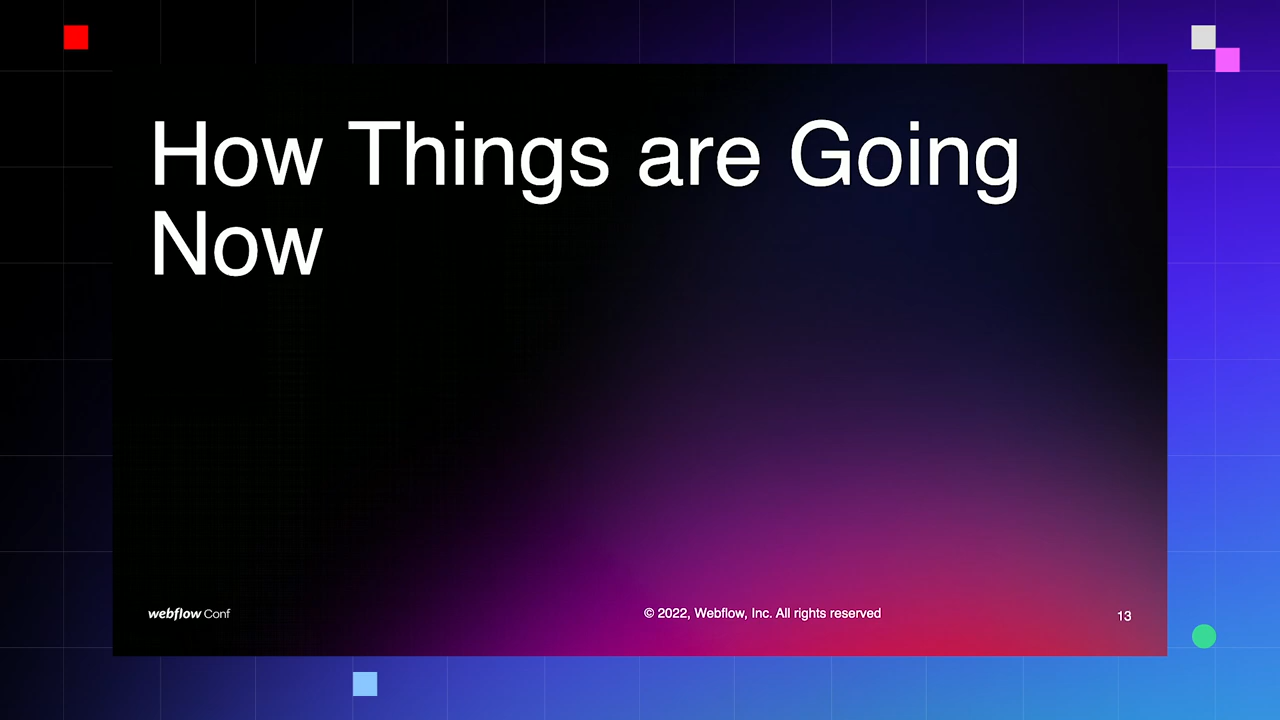 How Things are Going
Now
webflow Conf
© 2022, Webflow, Inc. All rights reserved
13